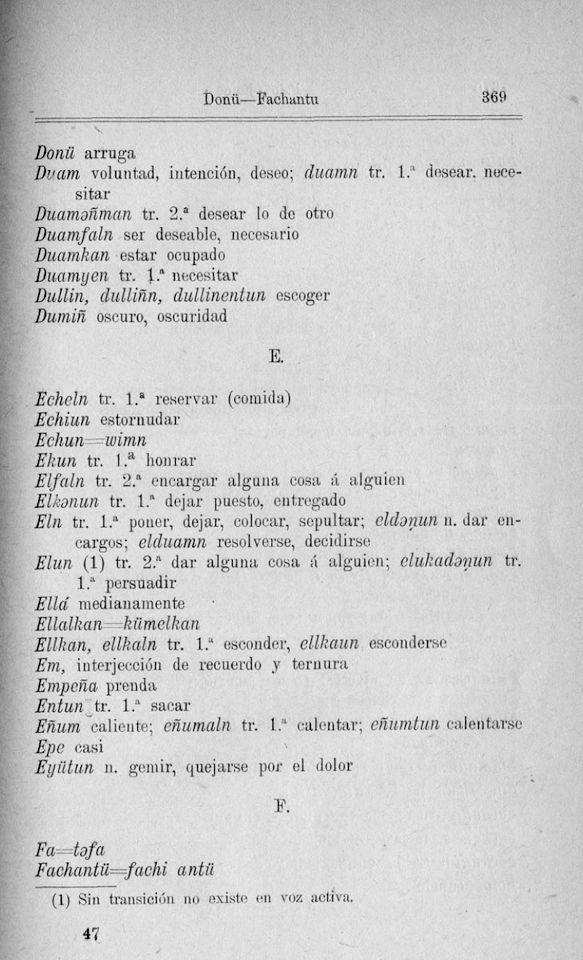 Donü—Fachantu 369
Donü arruga
Duam voluntad, intención, deseo; duamn tr. 1.ª desear, nece-
sitar
Duaməñman tr. 2.ª desear lo de otro
Duamfaln ser deseable, necesario
Duamkan estar ocupado
Duamyen tr. 1.ª necesitar
Dullin, dulliñn, dullinentun escoger
Dumiñ oscuro, oscuridad
E.
Echeln tr. 1.ª reservar (comida)
Echiun estornudar
Echun=wimn
Ekun tr. 1.ª honrar
Elfaln tr. 2.ª encargar alguna cosa á alguien
Elkənun tr. 1.ª dejar puesto, entregado
Eln tr. 1.ª poner, dejar, colocar, sepultar; eldəṇun n. dar en-
cargos; elduamn resolverse, decidirse
Elun (1) tr. 2.ª dar alguna cosa á alguien; elukadəṇun tr.
1.ª persuadir
Ellá medianamente
Ellalkan=kümelkan
Ellkan, ellkaln tr. 1.ª esconder, ellkaun esconderse
Em, interjección de recuerdo y ternura
Empeña prenda
Entun tr. 1.ª sacar
Eñum caliente; eñumaln tr. 1.ª calentar; eñumtun calentarse
Epe casi
Eyütun n. gemir, quejarse por el dolor
F.
Fa=təfa
Fachantü=fachi antü
(1) Sin transición no existe en voz activa.
47